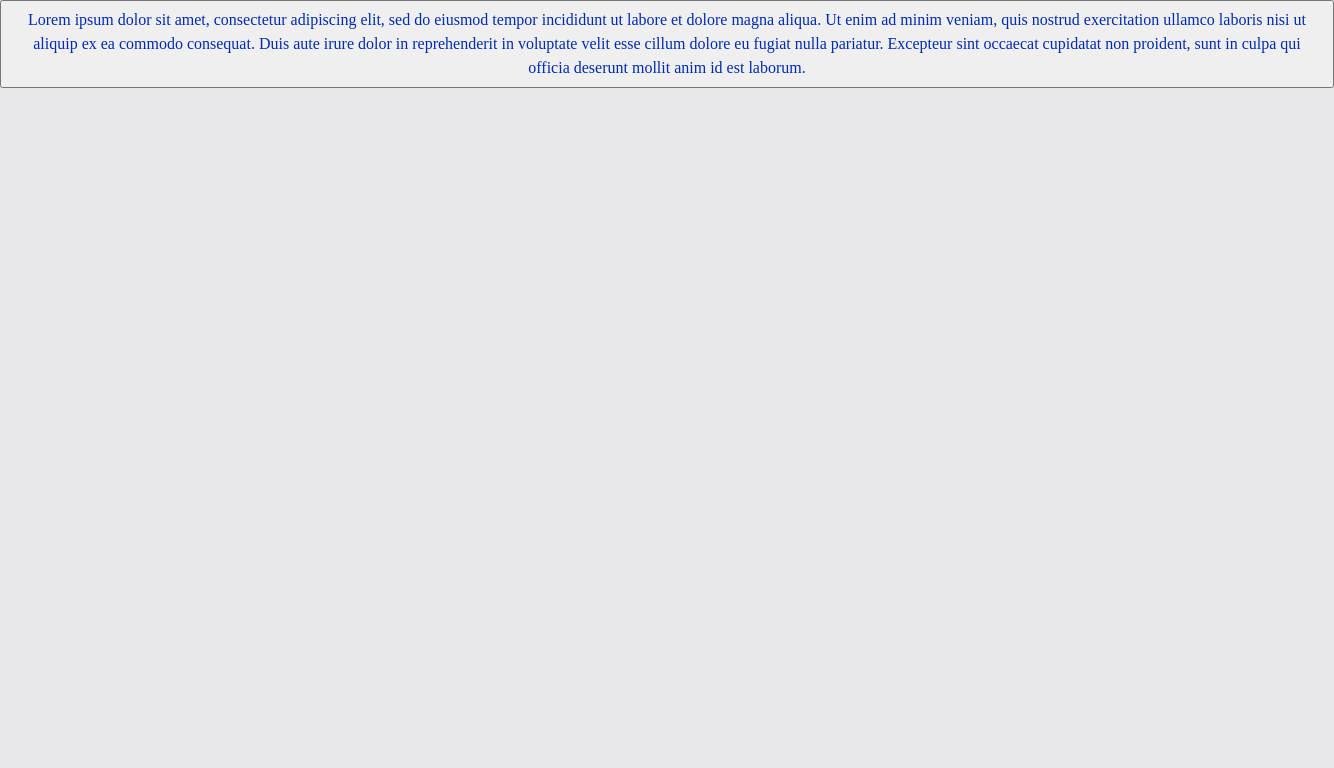 Lorem ipsum dolor sit amet, consectetur adipiscing elit, sed do eiusmod tempor incididunt ut labore et dolore magna aliqua. Ut enim ad minim veniam, quis nostrud exercitation ullamco laboris nisi ut
aliquip ex ea commodo consequat. Duis aute irure dolor in reprehenderit in voluptate velit esse cillum dolore eu fugiat nulla pariatur. Excepteur sint occaecat cupidatat non proident, sunt in culpa qui
officia deserunt mollit anim id est laborum.